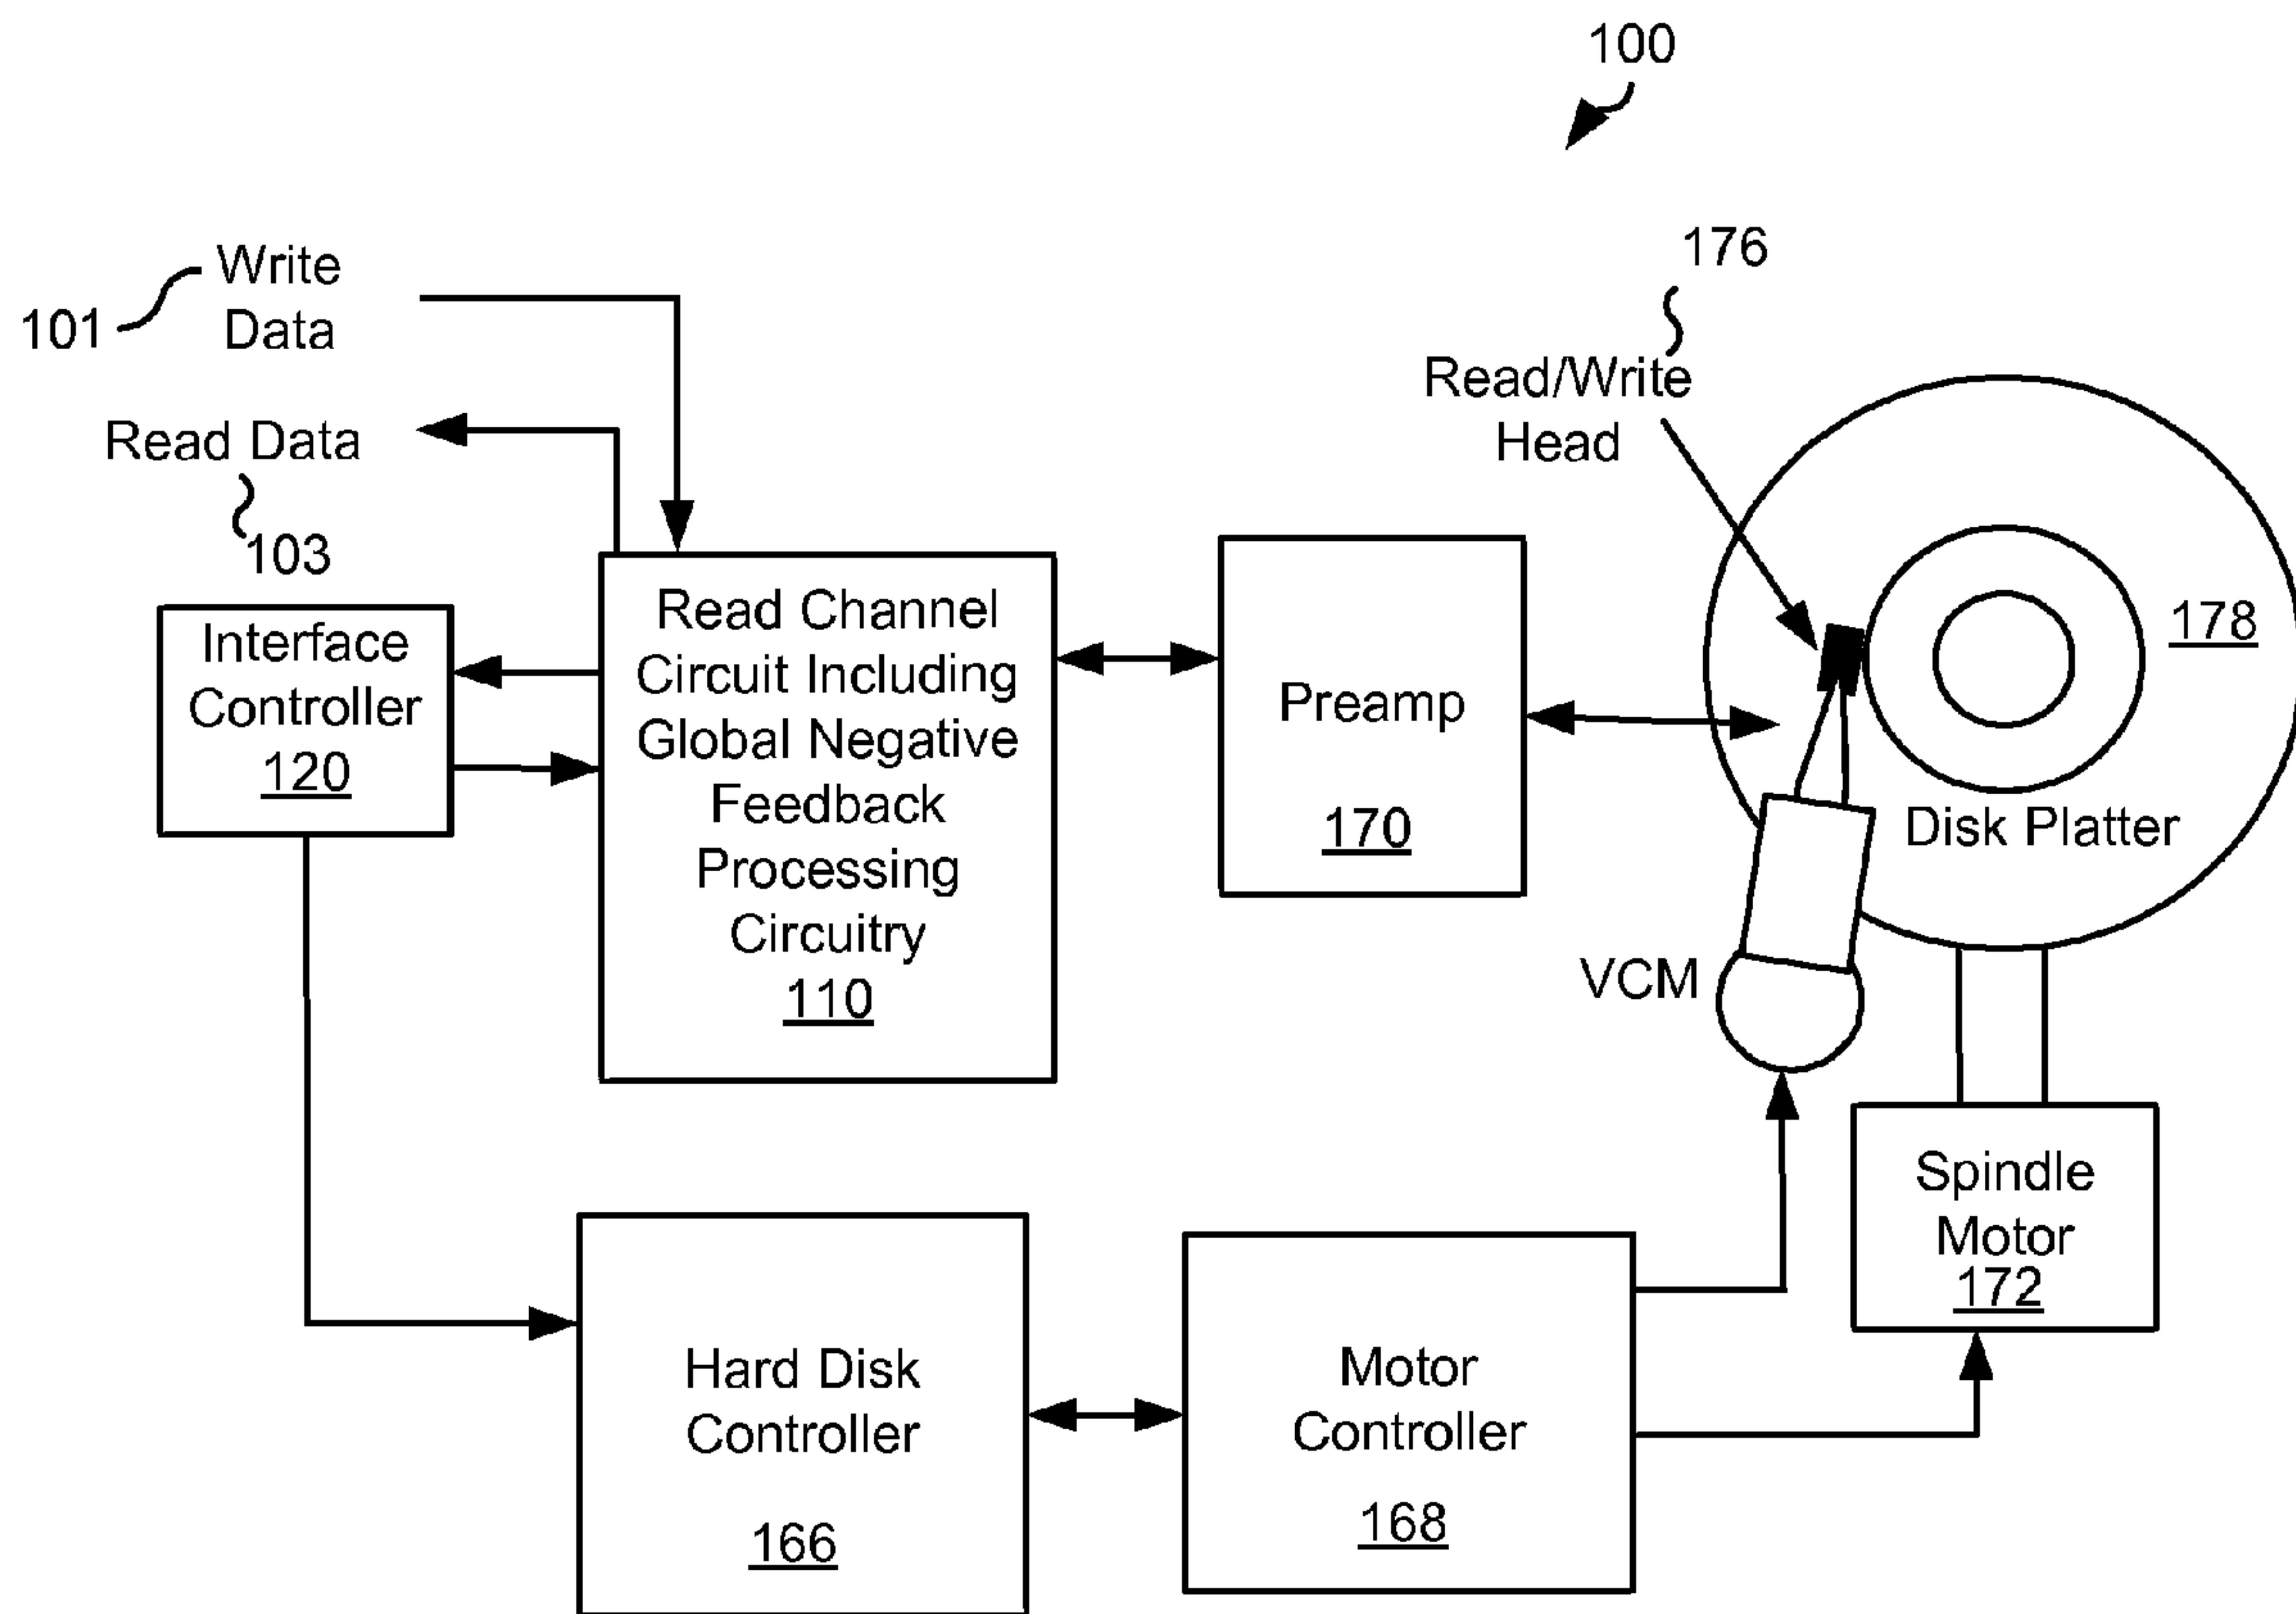 100
176
Write
Data
101
Read Data
103
Read/Write
Head
Interface
Controller
120
Read Channel
Circuit Including
Global Negative
Feedback
Processing
Circuitry
110
Preamp
170
178
Disk Platter
VCM
Spindle
Motor
172
Hard Disk
Controller
166
Motor
Controller
168